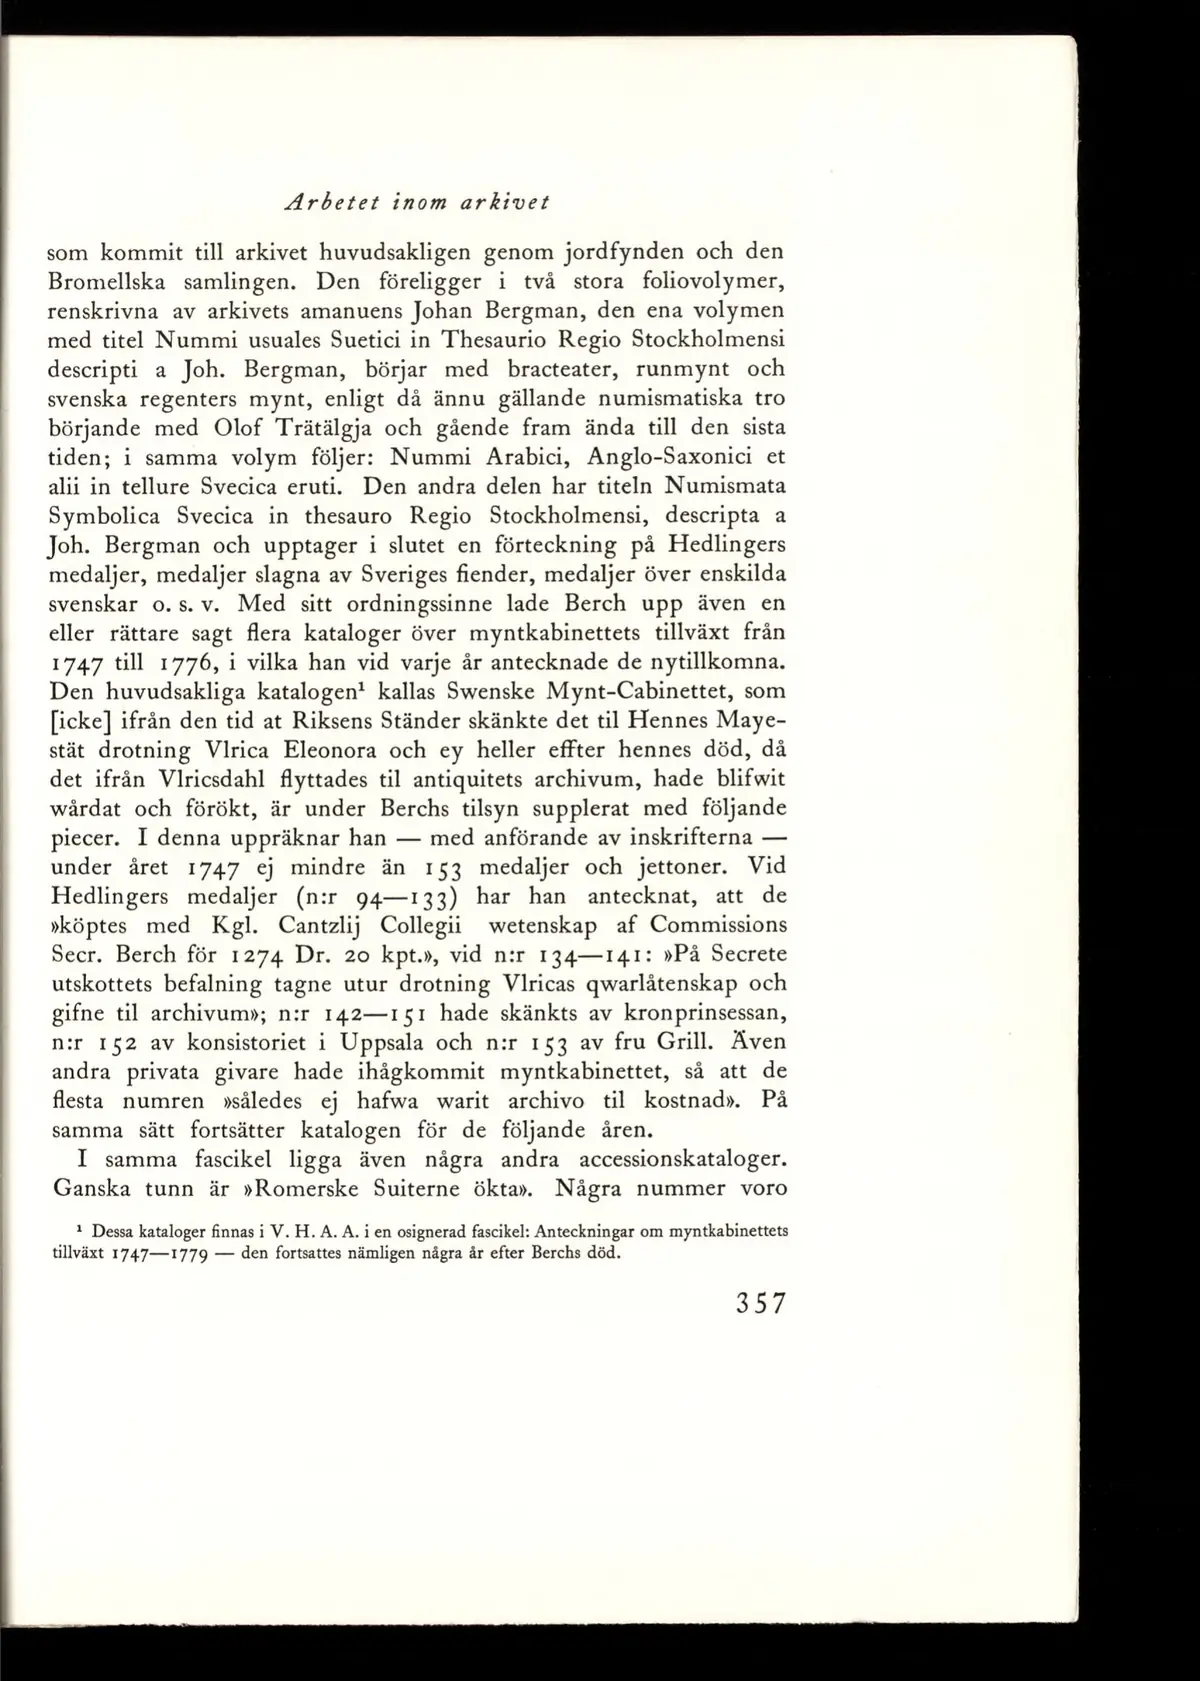 Arbetet inom arkivet
som kommit till arkivet huvudsakligen genom jordfynden och den
Bromellska samlingen. Den föreligger i två stora foliovolymer,
renskrivna av arkivets amanuens Johan Bergman, den ena volymen
med titel Nummi usuales Suetici in Thesaurio Regio Stockholmensi
descripti a Joh. Bergman, börjar med bracteater, runmynt och
svenska regenters mynt, enligt då ännu gällande numismatiska tro
börjande med Olof Trätälgja och gående fram ända till den sista
tiden; i samma volym följer: Nummi Arabici, Anglo-Saxonici et
alii in tellure Svecica eruti. Den andra delen har titeln Numismata
Symbolica Svecica in thesauro Regio Stockholmensi, descripta a
Joh. Bergman och upptager i slutet en förteckning på Hedlingers
medaljer, medaljer slagna av Sveriges fiender, medaljer över enskilda
svenskar o. s. v. Med sitt ordningssinne lade Berch upp även en
eller rättare sagt flera kataloger över myntkabinettets tillväxt från
1747 till 1776, i vilka han vid varje år antecknade de nytillkomna.
Den huvudsakliga katalogen¹ kallas Swenske Mynt-Cabinettet, som
[icke] ifrån den tid at Riksens Ständer skänkte det til Hennes Maye-
stät drotning Vlrica Eleonora och ey heller effter hennes död, då
det ifrån Vlricsdahl flyttades til antiquitets archivum, hade blifwit
wårdat och förökt, är under Berchs tilsyn supplerat med följande
piecer. I denna uppräknar han — med anförande av inskrifterna —
under året 1747 ej mindre än 153 medaljer och jettoner. Vid
Hedlingers medaljer (n:r 94—133) har han antecknat, att de
»köptes med Kgl. Cantzlij Collegii wetenskap af Commissions
Secr. Berch för 1274 Dr. 20 kpt.», vid n:r 134—141: »På Secrete
utskottets befalning tagne utur drotning Vlricas qwarlåtenskap och
gifne til archivum»; n:r 142—151 hade skänkts av kronprinsessan,
n:r 152 av konsistoriet i Uppsala och n:r 153 av fru Grill. Även
andra privata givare hade ihågkommit myntkabinettet, så att de
flesta numren »således ej hafwa warit archivo til kostnad». På
samma sätt fortsätter katalogen för de följande åren.
I samma fascikel ligga även några andra accessionskataloger.
Ganska tunn är »Romerske Suiterne ökta». Några nummer voro
¹ Dessa kataloger finnas i V. H. A. A. i en osignerad fascikel: Anteckningar om myntkabinettets
tillväxt 1747—1779 — den fortsattes nämligen några år efter Berchs död.
357